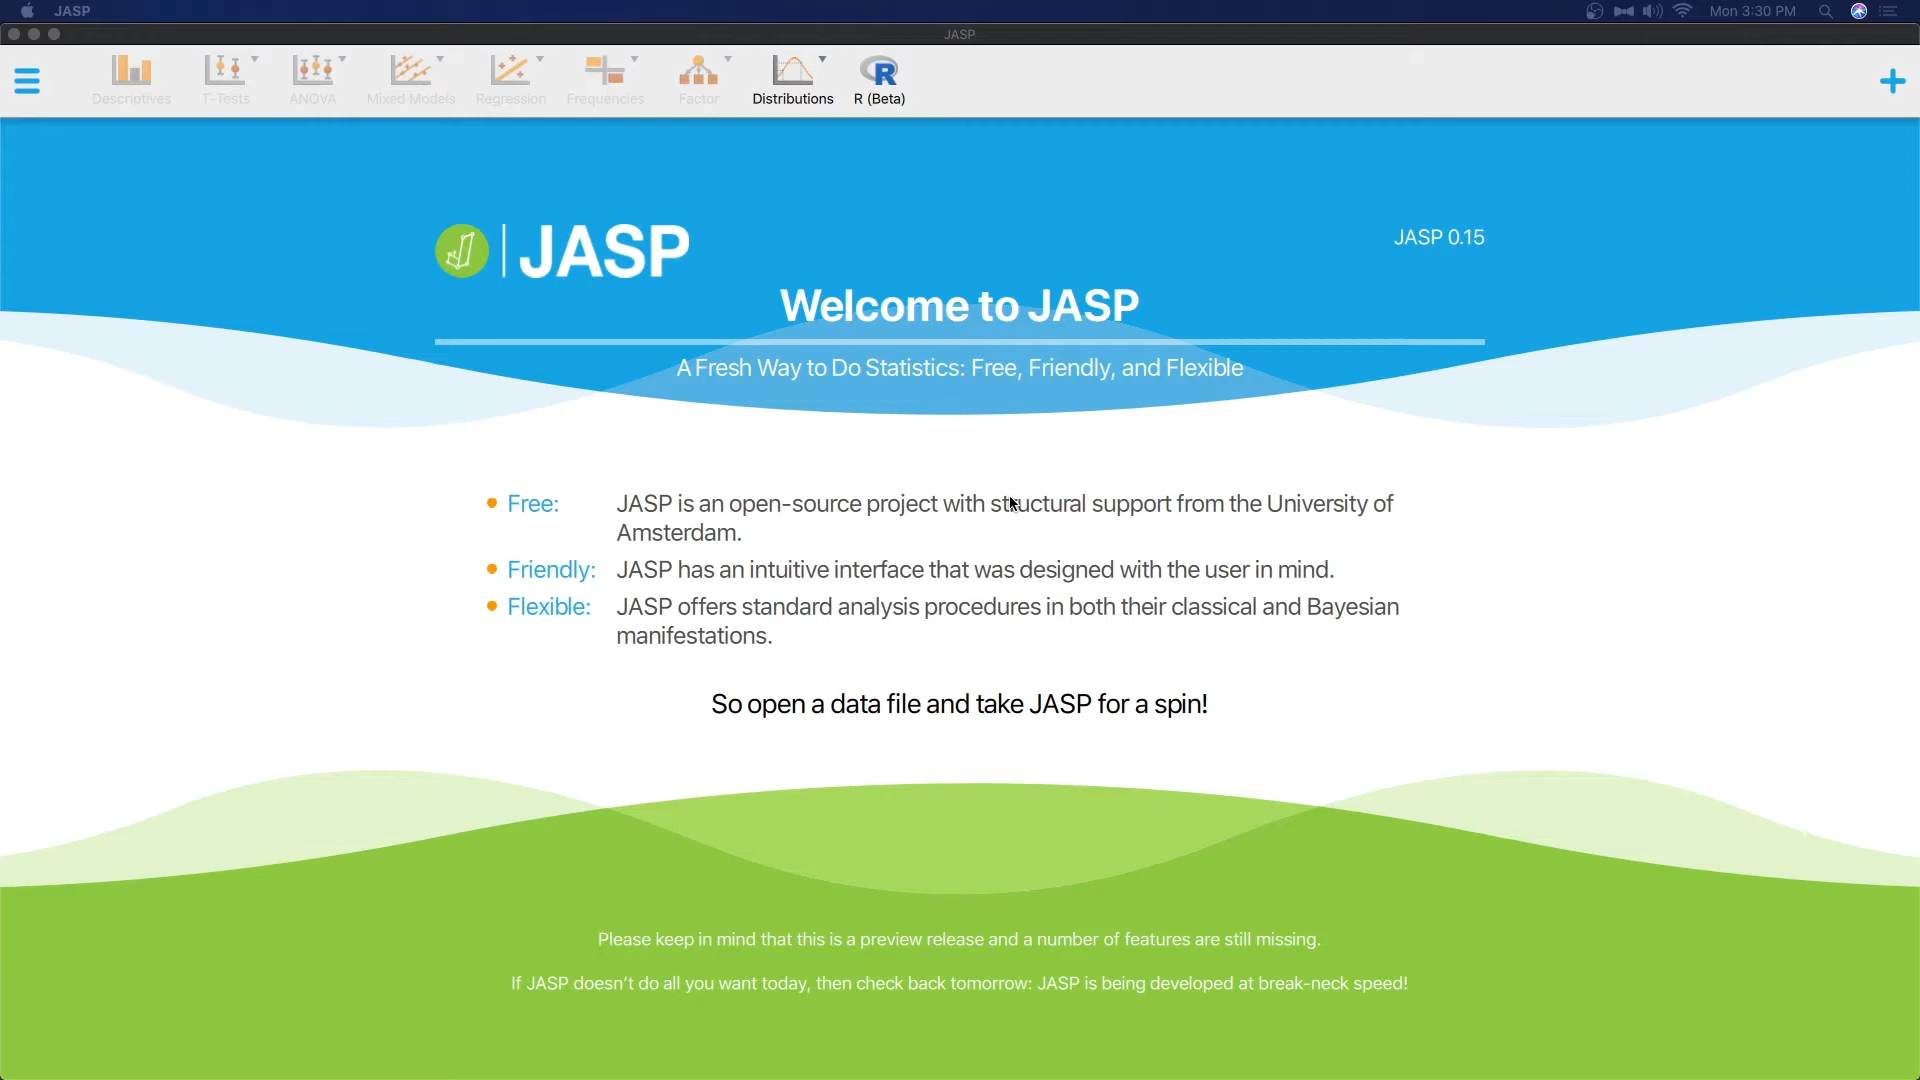 JASP
Mon 3:30 PM
JASP
Descriptives
T-Tests
ANOVA
Mixed Models
Regression
Frequencies
Factor
Distributions
R (Beta)
JASP
JASP 0.15
Welcome to JASP
A Fresh Way to Do Statistics: Free, Friendly, and Flexible
Free: JASP is an open-source project with structural support from the University of
Amsterdam.
Friendly: JASP has an intuitive interface that was designed with the user in mind.
Flexible: JASP offers standard analysis procedures in both their classical and Bayesian
manifestations.
So open a data file and take JASP for a spin!
Please keep in mind that this is a preview release and a number of features are still missing.
If JASP doesn't do all you want today, then check back tomorrow: JASP is being developed at break-neck speed!